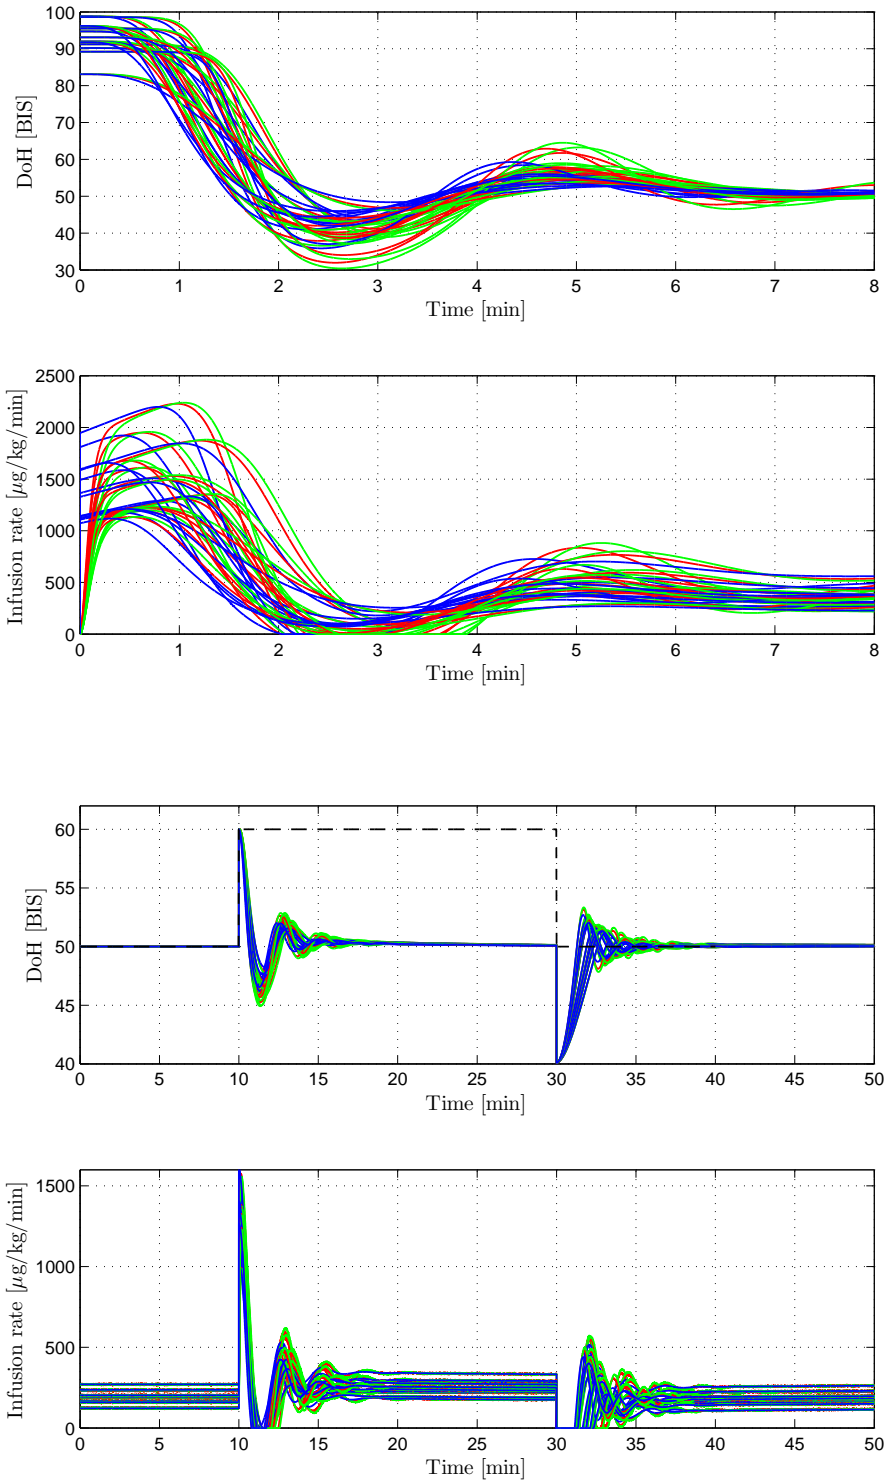 100
90
80
70
60
50
40
30
DoH [BIS]
0 1 2 3 4 5 6 7 8
Time [min]
2500
2000
1500
1000
500
0
Infusion rate [μg/kg/min]
0 1 2 3 4 5 6 7 8
Time [min]
60
55
50
45
40
DoH [BIS]
0 5 10 15 20 25 30 35 40 45 50
Time [min]
1500
1000
500
0
Infusion rate [μg/kg/min]
0 5 10 15 20 25 30 35 40 45 50
Time [min]